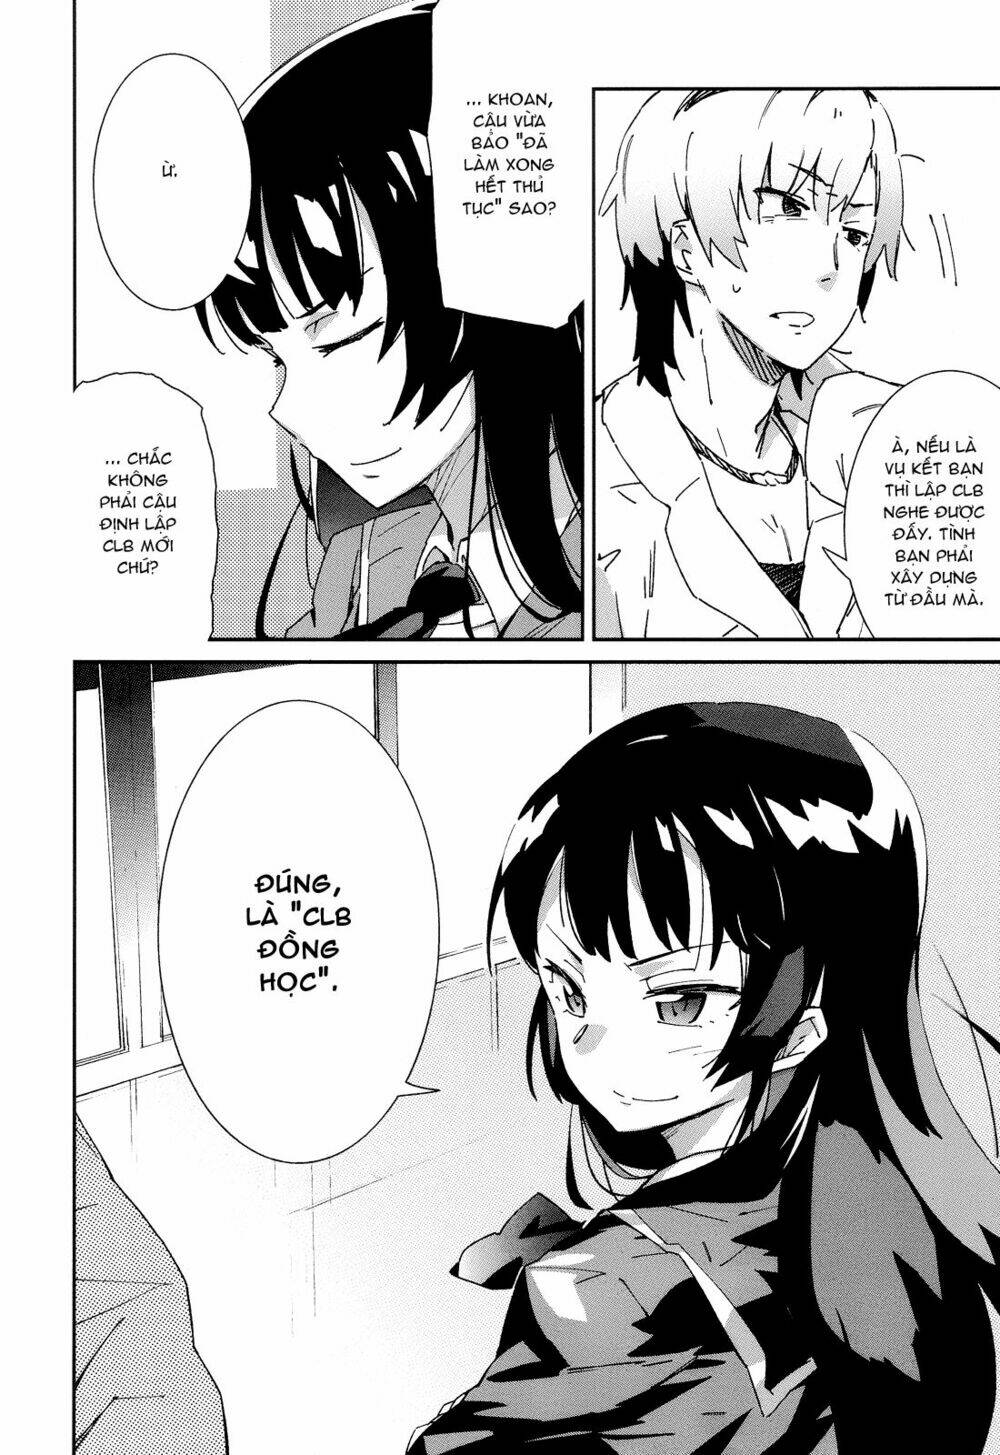 À, NẾU LÀ
VỤ KẾT BẠN
THÌ LẬP CLB
NGHE ĐƯỢC
ĐẤY. TÌNH
BẠN PHẢI
XÂY DỰNG
TỪ ĐẦU MÀ.
... KHOAN,
CẬU VỪA
BẢO "ĐÃ
LÀM XONG
HẾT THỦ
TỤC" SAO?
Ừ.
... CHẮC
KHÔNG
PHẢI CẬU
ĐỊNH LẬP
CLB MỚI
CHỨ?
ĐÚNG,
LÀ "CLB
ĐỒNG
HỌC".